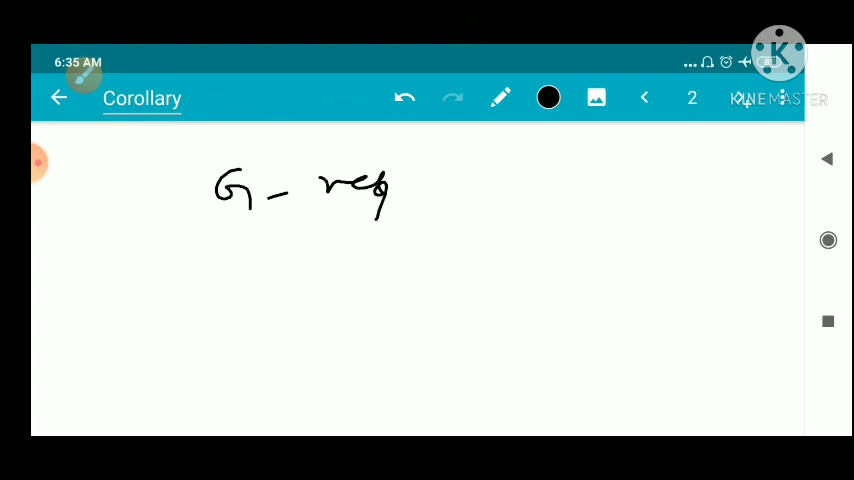 6:35 AM
Corollary
2
KINEMASTER
G - reg